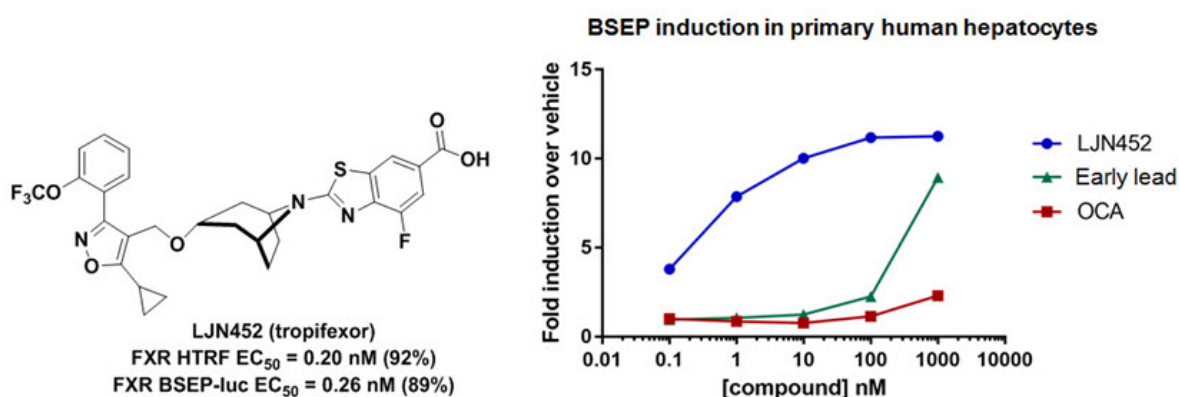 BSEP induction in primary human hepatocytes
F₃CO
N
O
O
N
S
N
F
O
OH
LJN452 (tropifexor)
FXR HTRF EC₅₀ = 0.20 nM (92%)
FXR BSEP-luc EC₅₀ = 0.26 nM (89%)
Fold induction over vehicle
15
10
5
0
0.01 0.1 1 10 100 1000 10000
[compound] nM
LJN452
Early lead
OCA